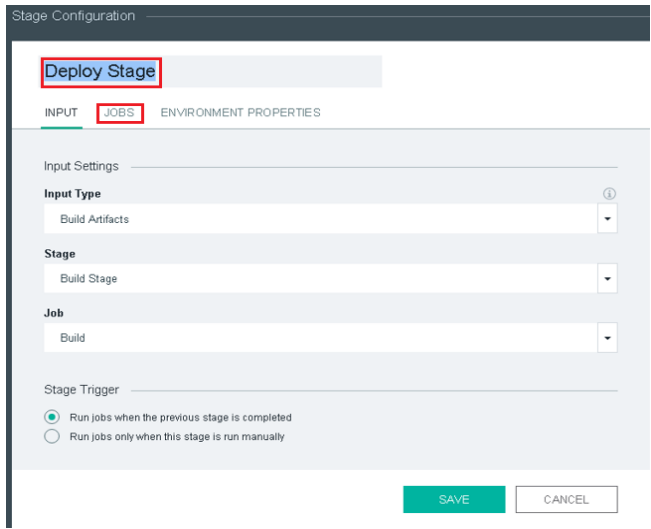 Stage Configuration
Deploy Stage
INPUT JOBS ENVIRONMENT PROPERTIES
Input Settings
Input Type
Build Artifacts
Stage
Build Stage
Job
Build
Stage Trigger
Run jobs when the previous stage is completed
Run jobs only when this stage is run manually
SAVE CANCEL